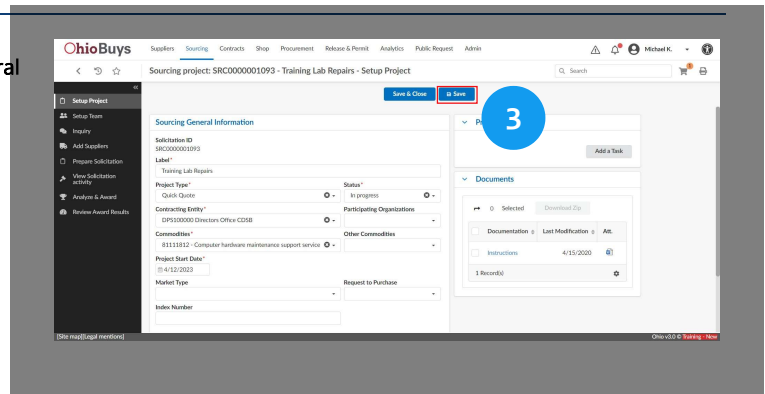 OhioBuys Suppliers Sourcing Contracts Shop Procurement Release & Permit Analytics Public Request Admin Michael K.
Sourcing project: SRC0000001093 - Training Lab Repairs - Setup Project Search 1
Save & Close Save
3
Setup Project
Setup Team
Inquiry
Add Suppliers
Prepare Solicitation
View Solicitation
activity
Analyze & Award
Review Award Results
Sourcing General Information
Solicitation ID
SRC0000001093
Label*
Training Lab Repairs
Project Type* Status*
Quick Quote In progress
Contracting Entity* Participating Organizations
DPS100000 Directors Office CDSB
Commodities* Other Commodities
81111812 - Computer hardware maintenance support service
Project Start Date*
4/12/2023
Market Type Request to Purchase
Index Number
Add a Task
Documents
0 Selected Download Zip
Documentation Last Modification Att.
Instructions 4/15/2020
1 Record(s)
[Site map][Legal mentions] Ohio v3.0 © Training - New